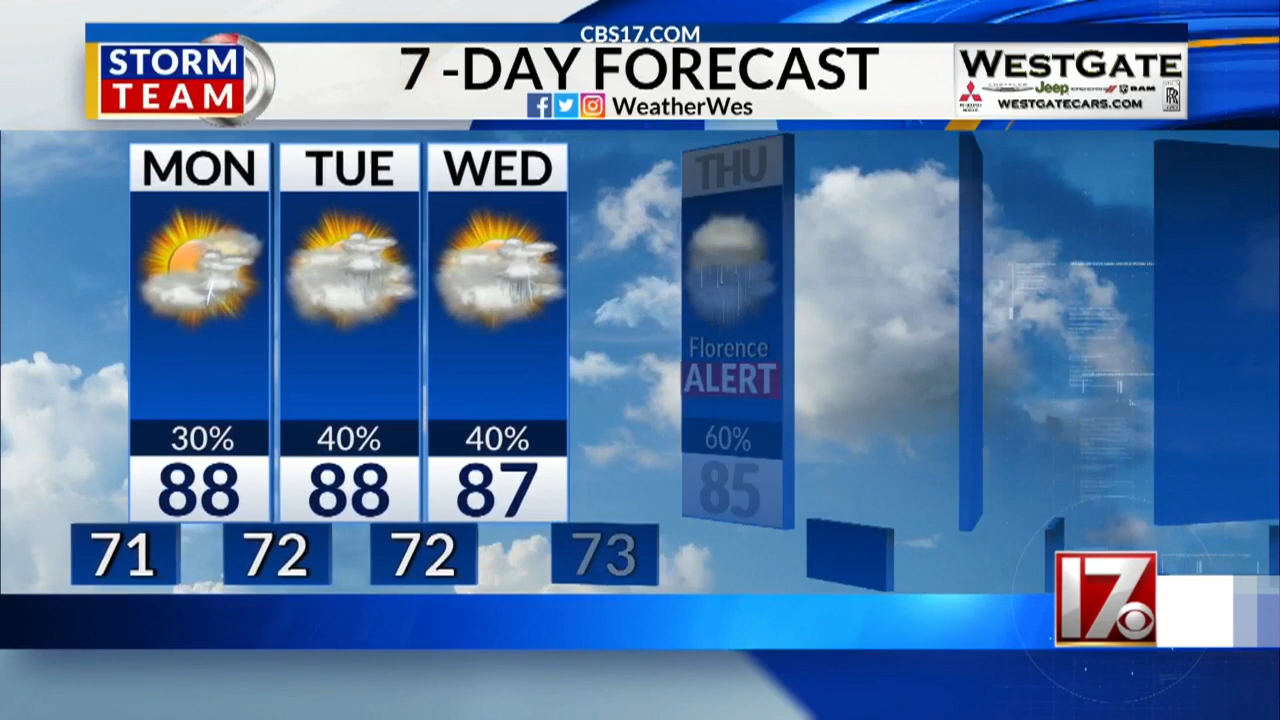 CBS17.COM
STORM
TEAM
7 -DAY FORECAST
WeatherWes
WESTGATE
Jeep
RAM
WESTGATECARS.COM
MON
TUE
WED
THU
Florence
ALERT
30%
40%
40%
60%
88
88
87
85
71
72
72
73
17